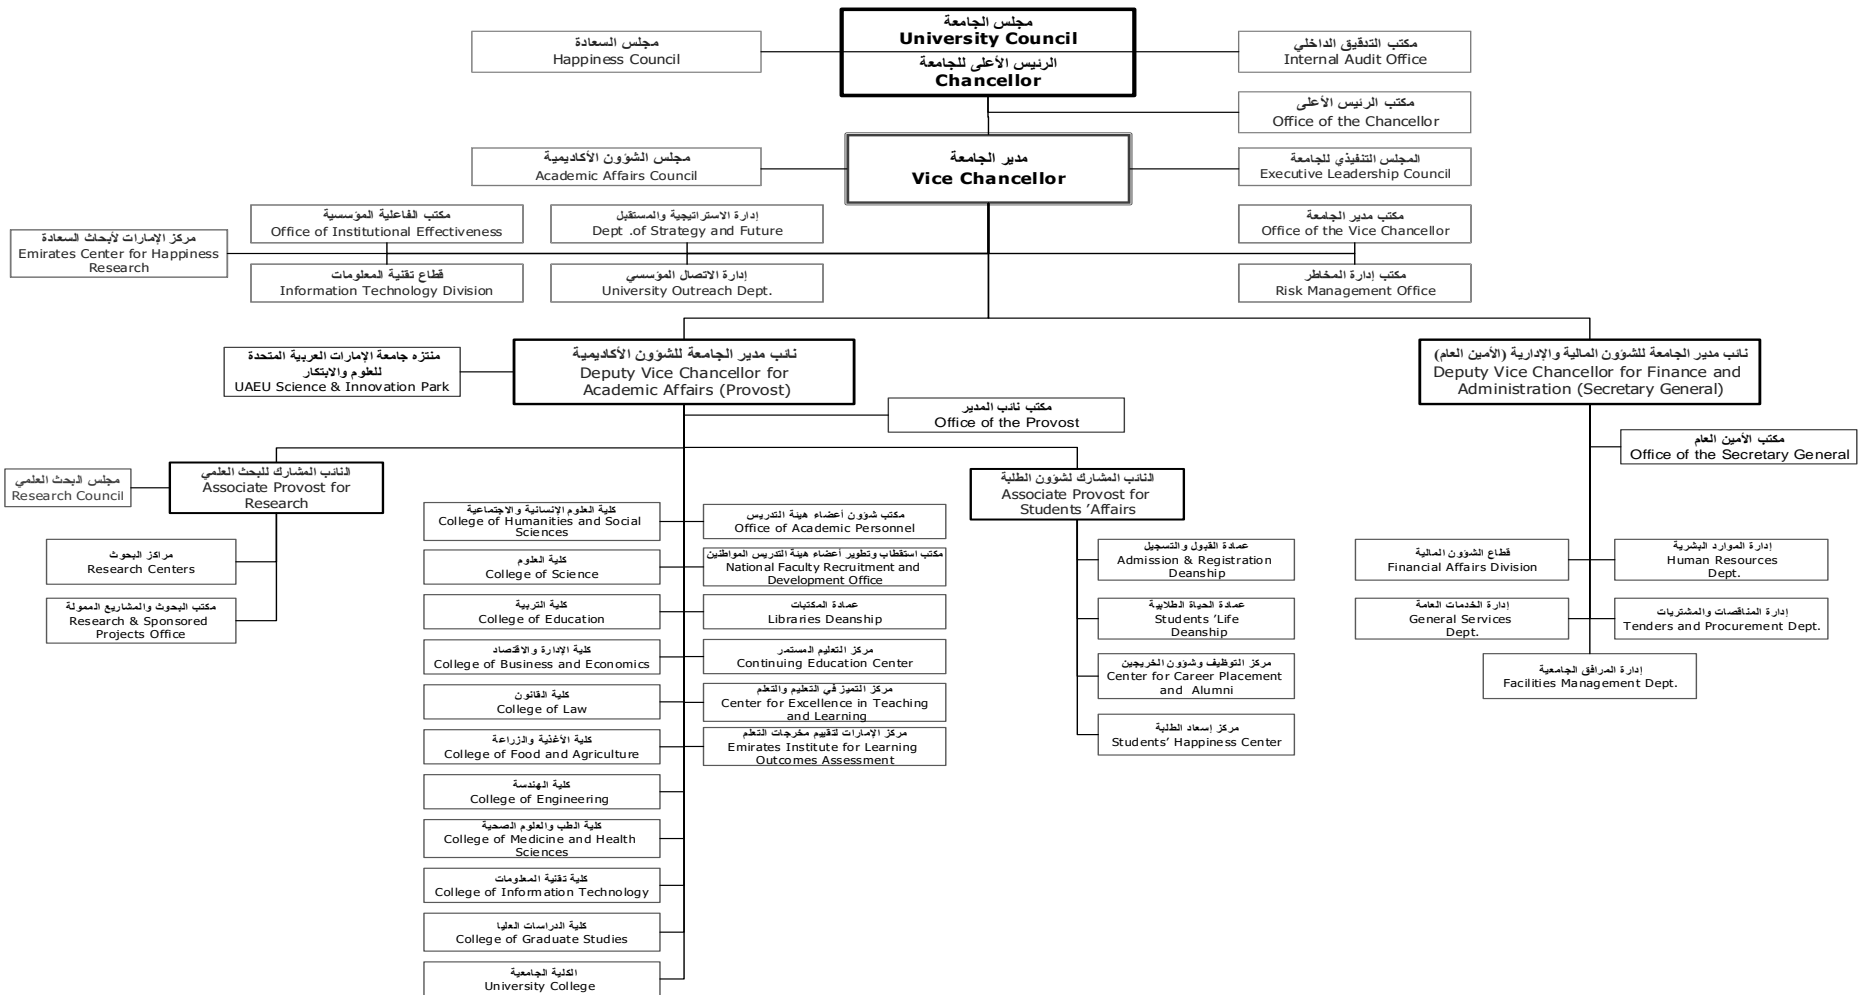 مجلس الجامعة
University Council
الرئيس الأعلى للجامعة
Chancellor
مجلس السعادة
Happiness Council
مكتب التدقيق الداخلي
Internal Audit Office
مكتب الرئيس الأعلى
Office of the Chancellor
مدير الجامعة
Vice Chancellor
مجلس الشؤون الأكاديمية
Academic Affairs Council
المجلس التنفيذي للجامعة
Executive Leadership Council
مكتب الفاعلية المؤسسية
Office of Institutional Effectiveness
إدارة الاستراتيجية والمستقبل
Dept .of Strategy and Future
مكتب مدير الجامعة
Office of the Vice Chancellor
مركز الإمارات لأبحاث السعادة
Emirates Center for Happiness
Research
قطاع تقنية المعلومات
Information Technology Division
إدارة الاتصال المؤسسي
University Outreach Dept.
مكتب إدارة المخاطر
Risk Management Office
منتزه جامعة الإمارات العربية المتحدة
للعلوم والابتكار
UAEU Science & Innovation Park
نائب مدير الجامعة للشؤون الأكاديمية
Deputy Vice Chancellor for
Academic Affairs (Provost)
نائب مدير الجامعة للشؤون المالية والإدارية (الأمين العام)
Deputy Vice Chancellor for Finance and
Administration (Secretary General)
مكتب نائب المدير
Office of the Provost
مكتب الأمين العام
Office of the Secretary General
مجلس البحث العلمي
Research Council
النائب المشارك للبحث العلمي
Associate Provost for
Research
النائب المشارك لشؤون الطلبة
Associate Provost for
Students ’Affairs
مراكز البحوث
Research Centers
مكتب البحوث والمشاريع الممولة
Research & Sponsored
Projects Office
كلية العلوم الإنسانية والاجتماعية
College of Humanities and Social
Sciences
كلية العلوم
College of Science
كلية التربية
College of Education
كلية الإدارة والاقتصاد
College of Business and Economics
كلية القانون
College of Law
كلية الأغذية والزراعة
College of Food and Agriculture
كلية الهندسة
College of Engineering
كلية الطب والعلوم الصحية
College of Medicine and Health
Sciences
كلية تقنية المعلومات
College of Information Technology
كلية الدراسات العليا
College of Graduate Studies
الكلية الجامعية
University College
مكتب شؤون أعضاء هيئة التدريس
Office of Academic Personnel
مكتب استقطاب وتطوير أعضاء هيئة التدريس المواطنين
National Faculty Recruitment and
Development Office
عمادة المكتبات
Libraries Deanship
مركز التعليم المستمر
Continuing Education Center
مركز التميز في التعليم والتعلم
Center for Excellence in Teaching
and Learning
مركز الإمارات لتقييم مخرجات التعلم
Emirates Institute for Learning
Outcomes Assessment
عمادة القبول والتسجيل
Admission & Registration
Deanship
عمادة الحياة الطلابية
Students ’Life
Deanship
مركز التوظيف وشؤون الخريجين
Center for Career Placement
and Alumni
مركز إسعاد الطلبة
Students’ Happiness Center
قطاع الشؤون المالية
Financial Affairs Division
إدارة الموارد البشرية
Human Resources
Dept.
إدارة الخدمات العامة
General Services
Dept.
إدارة المناقصات والمشتريات
Tenders and Procurement Dept.
إدارة المرافق الجامعية
Facilities Management Dept.